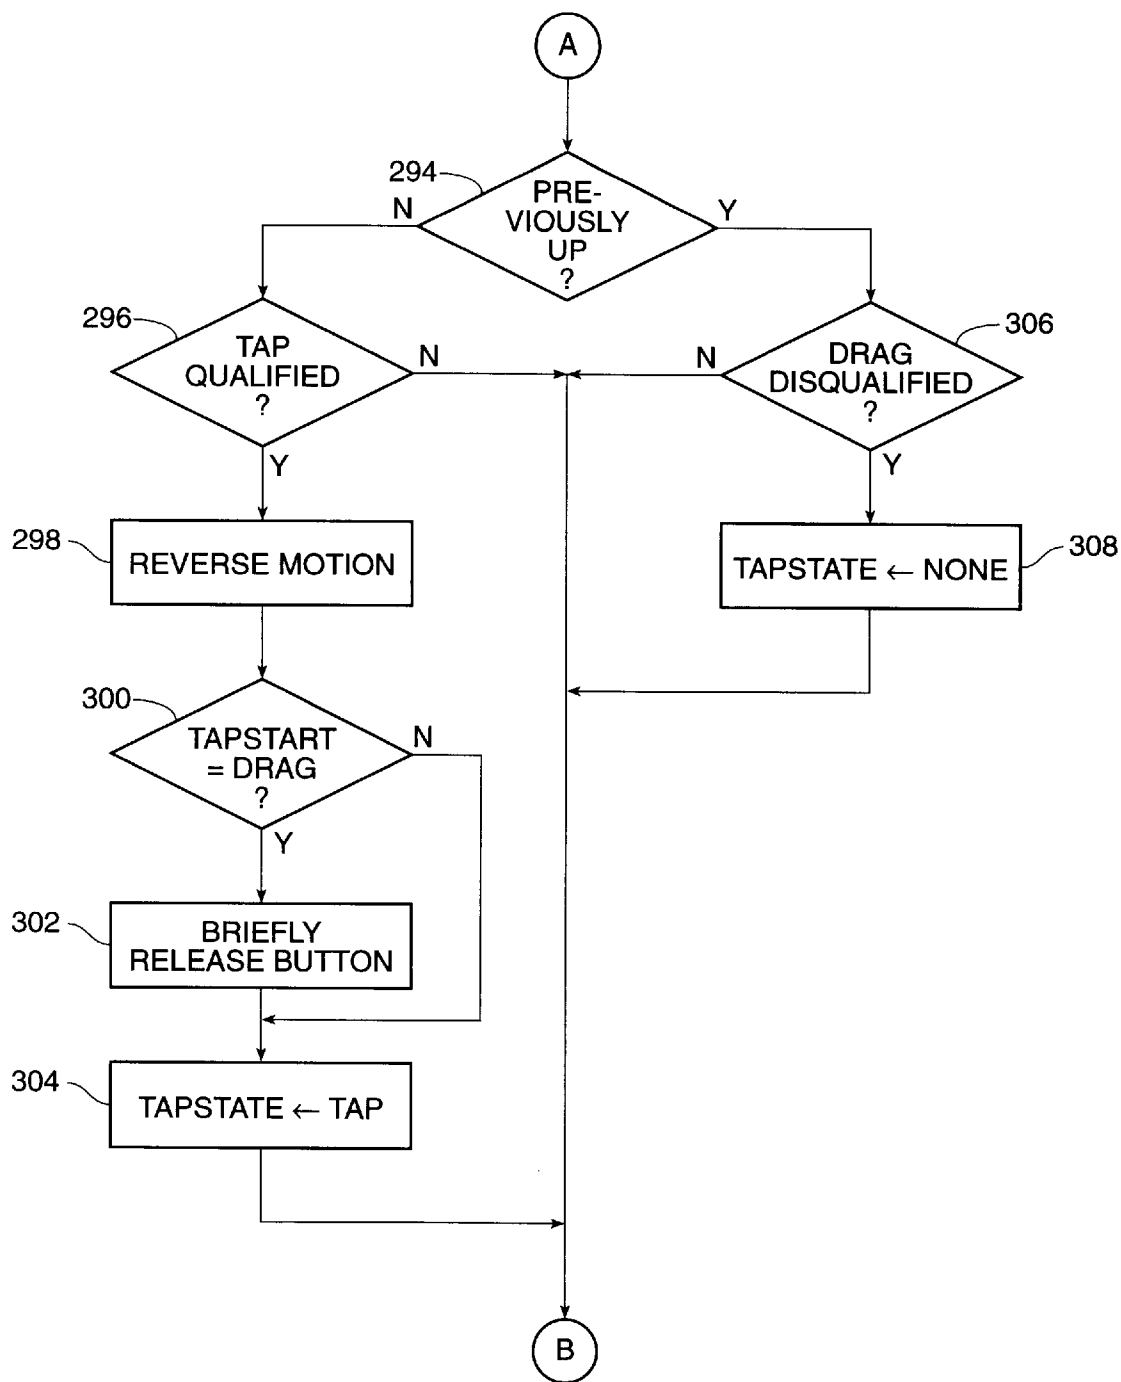 A
294
PRE-
VIOUSLY
UP
?
N
Y
296
TAP
QUALIFIED
?
N
Y
306
DRAG
DISQUALIFIED
?
N
Y
298
REVERSE MOTION
308
TAPSTATE ← NONE
300
TAPSTART
= DRAG
?
N
Y
302
BRIEFLY
RELEASE BUTTON
304
TAPSTATE ← TAP
B